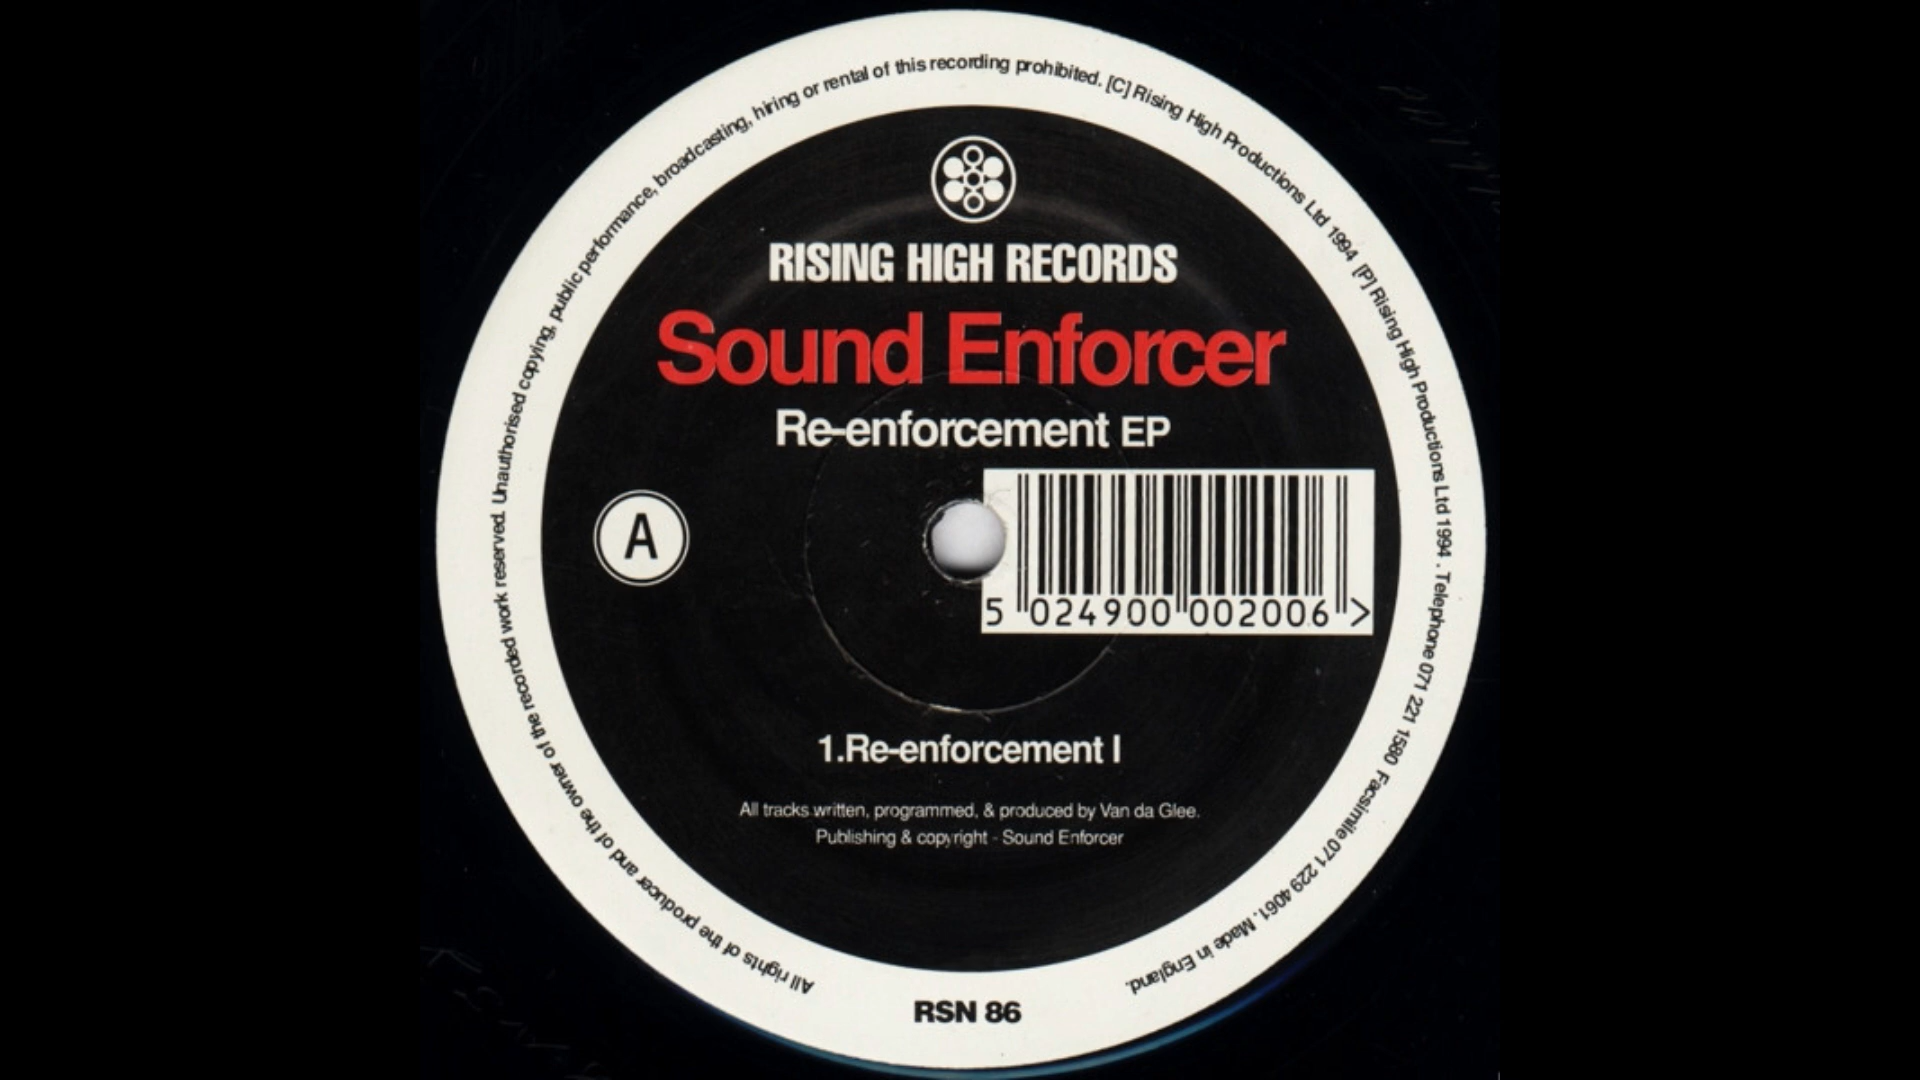 All rights of the producer and of the owner of the recorded work reserved. Unauthorised copying, public performance, broadcasting, hiring or rental of this recording prohibited. [C] Rising High Productions Ltd 1994 [P] Rising High Productions Ltd 1994 . Telephone 071 221 1580 Facsimile 071 229 4061. Made in England.
RISING HIGH RECORDS
Sound Enforcer
Re-enforcement EP
A
5 024900 002006 >
1.Re-enforcement I
All tracks written, programmed, & produced by Van da Glee.
Publishing & copyright - Sound Enforcer
RSN 86